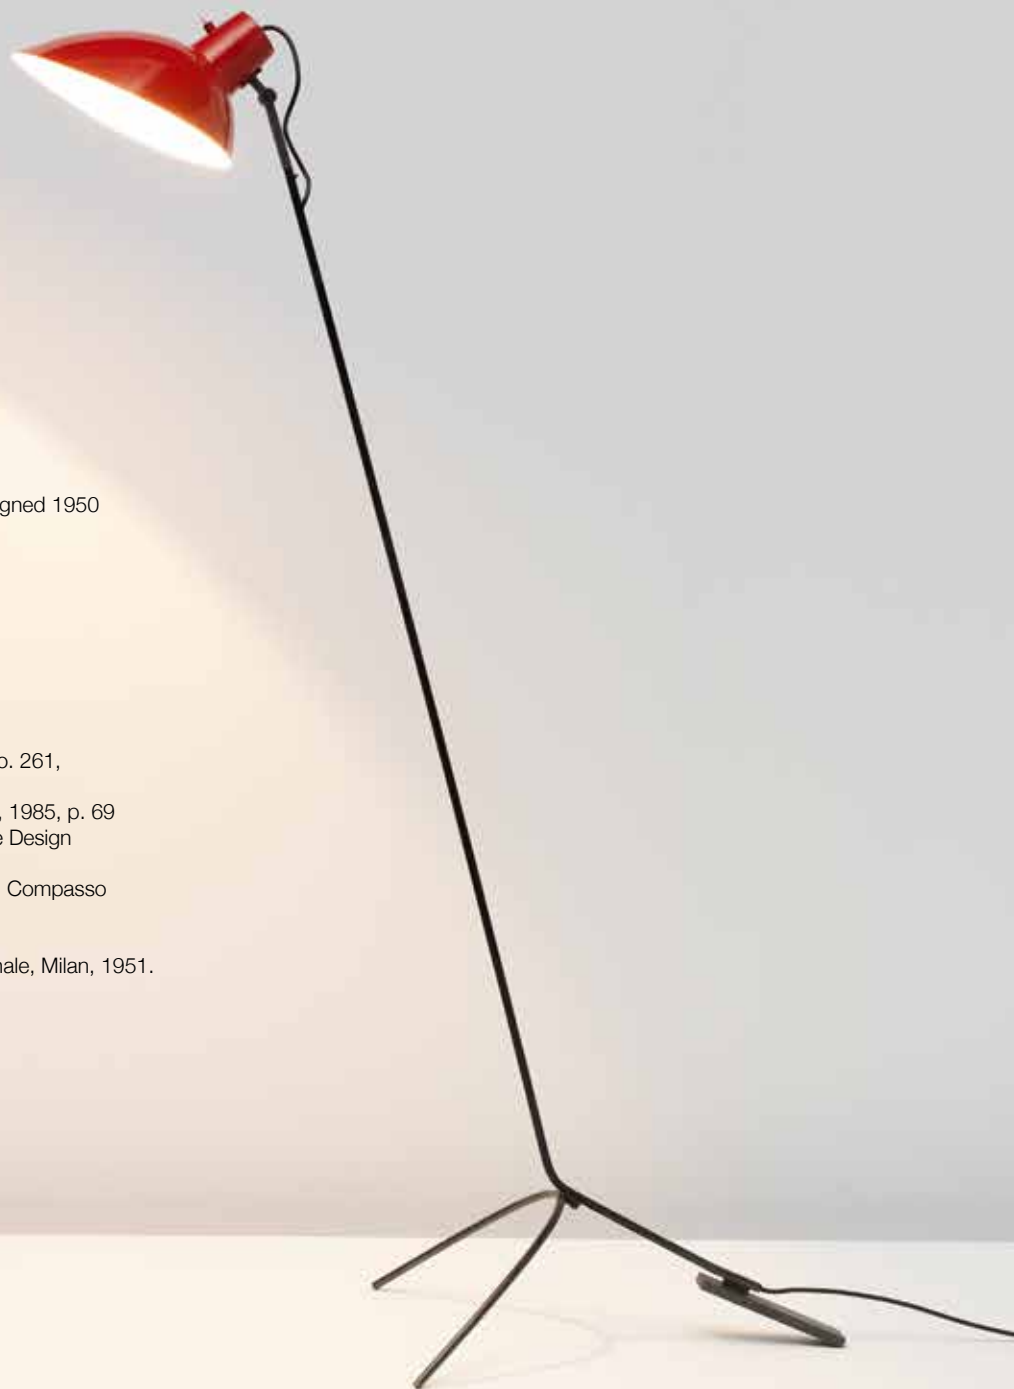 gned 1950
o. 261,
, 1985, p. 69
e Design
Compasso
nale, Milan, 1951.